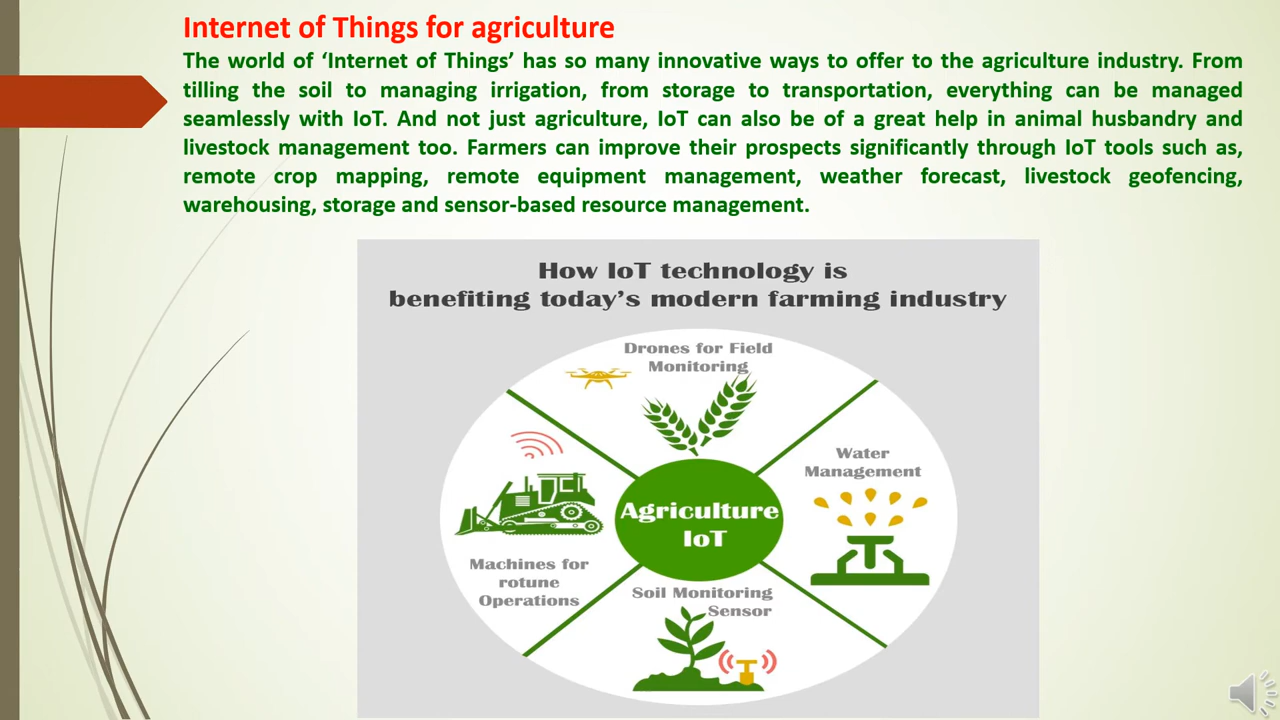 Internet of Things for agriculture
The world of ‘Internet of Things’ has so many innovative ways to offer to the agriculture industry. From
tilling the soil to managing irrigation, from storage to transportation, everything can be managed
seamlessly with IoT. And not just agriculture, IoT can also be of a great help in animal husbandry and
livestock management too. Farmers can improve their prospects significantly through IoT tools such as,
remote crop mapping, remote equipment management, weather forecast, livestock geofencing,
warehousing, storage and sensor-based resource management.
How IoT technology is
benefiting today’s modern farming industry
Drones for Field
Monitoring
Water
Management
Agriculture
IoT
Machines for
rotune
Operations
Soil Monitoring
Sensor